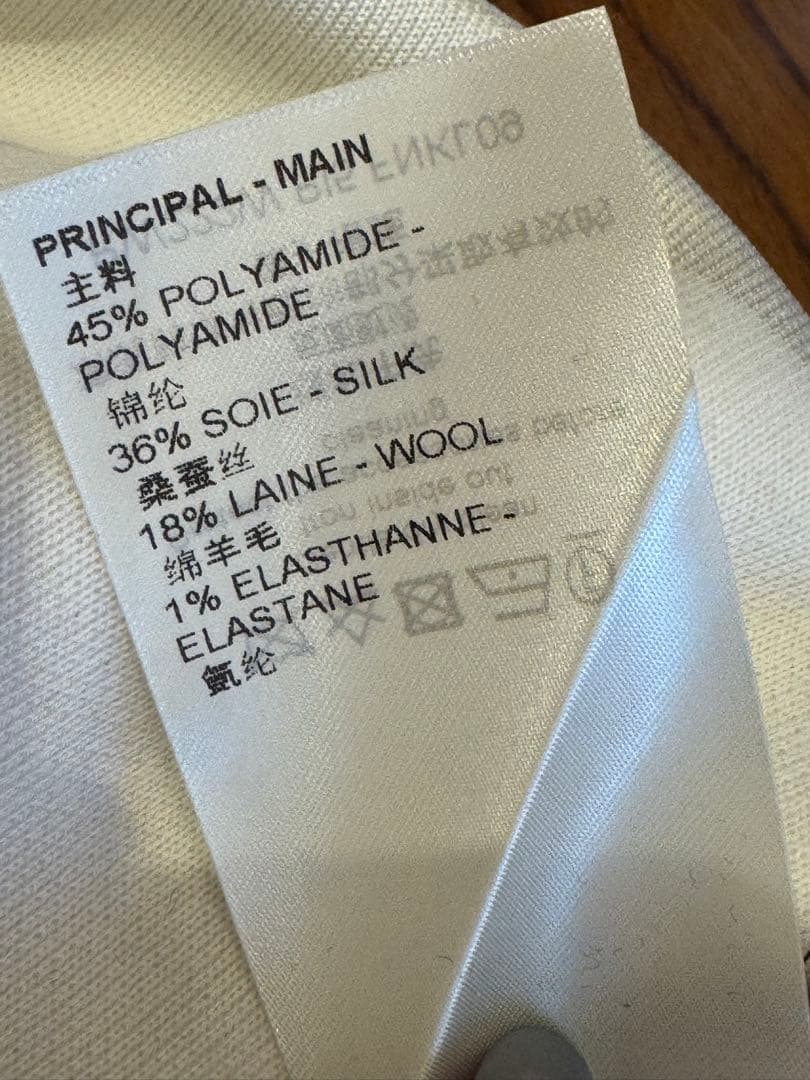 PRINCIPAL - MAIN
主料
45% POLYAMIDE -
POLYAMIDE
锦纶
36% SOIE - SILK
桑蚕丝
18% LAINE - WOOL
绵羊毛
1% ELASTHANNE -
ELASTANE
氨纶